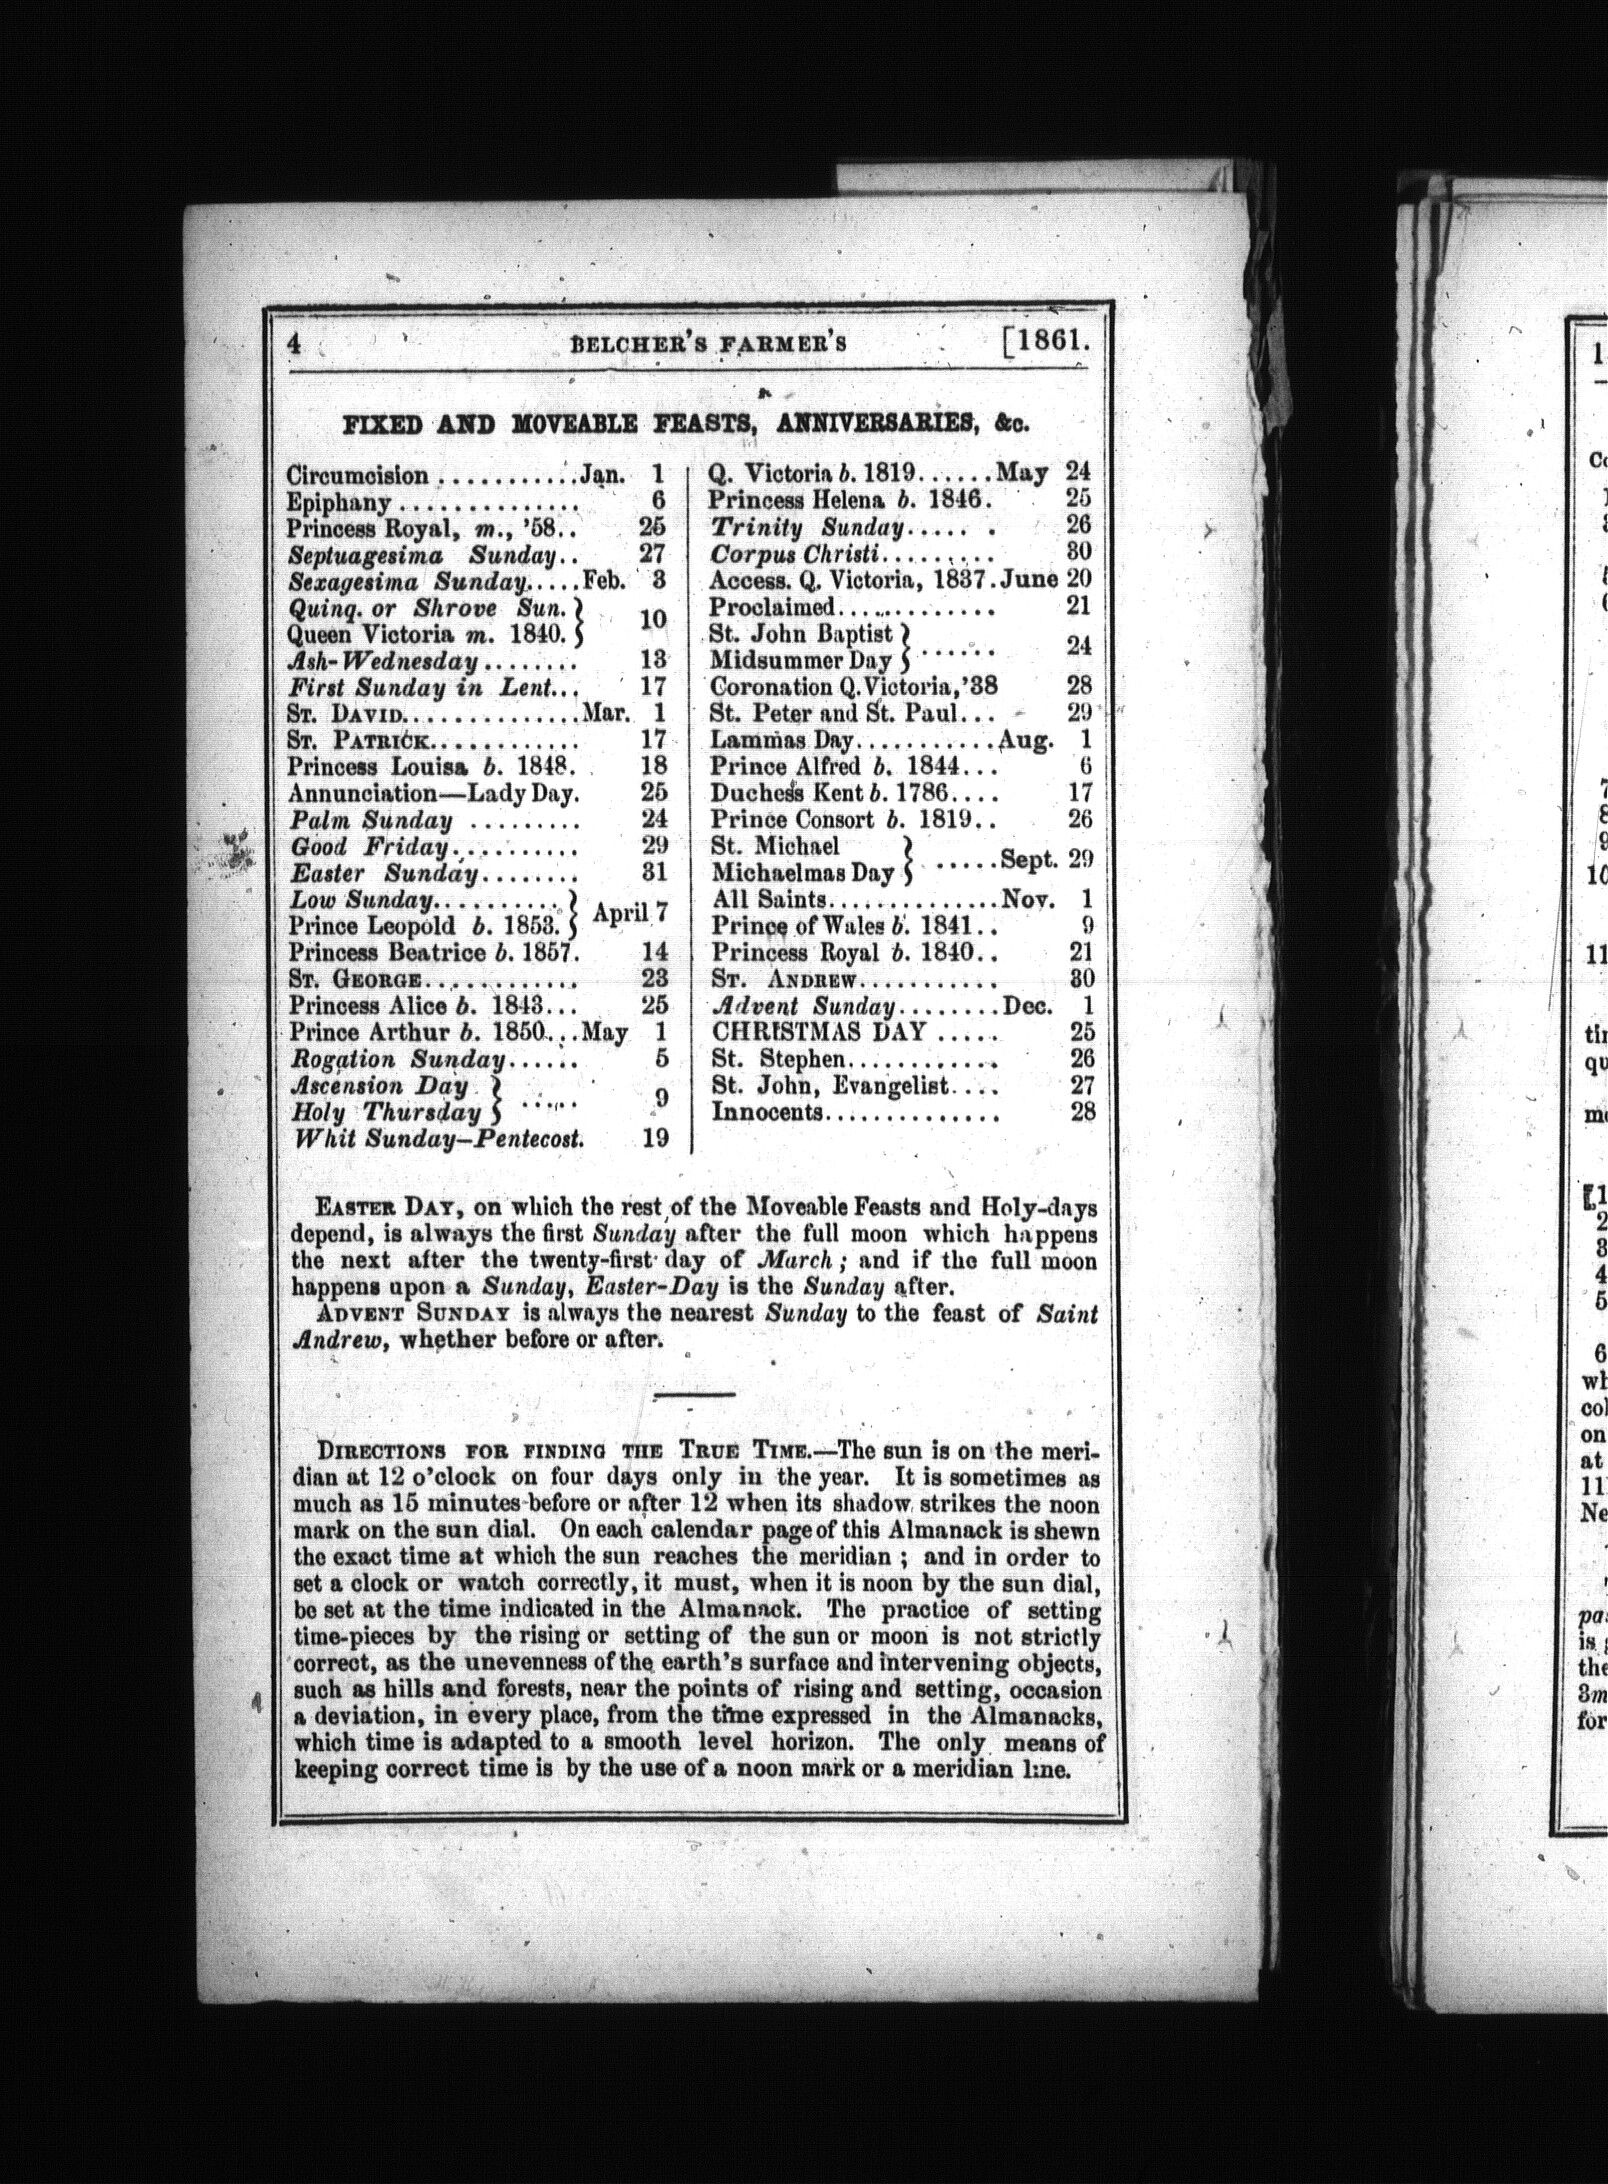 4 BELCHER'S FARMER'S [1861.
FIXED AND MOVEABLE FEASTS, ANNIVERSARIES, &c.
Circumcision ...........Jan. 1
Epiphany .............. 6
Princess Royal, m., '58.. 25
Septuagesima Sunday.. 27
Sexagesima Sunday.....Feb. 3
Quinq. or Shrove Sun. }
Queen Victoria m. 1840. } 10
Ash-Wednesday ........ 13
First Sunday in Lent... 17
ST. DAVID..............Mar. 1
ST. PATRICK............ 17
Princess Louisa b. 1848. 18
Annunciation—Lady Day. 25
Palm Sunday ......... 24
Good Friday........... 29
Easter Sunday........ 31
Low Sunday.......... }
Prince Leopold b. 1853. } April 7
Princess Beatrice b. 1857. 14
ST. GEORGE............. 23
Princess Alice b. 1843... 25
Prince Arthur b. 1850....May 1
Rogation Sunday...... 5
Ascension Day }
Holy Thursday } ..... 9
Whit Sunday–Pentecost. 19
Q. Victoria b. 1819......May 24
Princess Helena b. 1846. 25
Trinity Sunday...... . 26
Corpus Christi......... 30
Access. Q. Victoria, 1837.June 20
Proclaimed............. 21
St. John Baptist }
Midsummer Day } ...... 24
Coronation Q. Victoria, '38 28
St. Peter and St. Paul... 29
Lammas Day...........Aug. 1
Prince Alfred b. 1844... 6
Duchess Kent b. 1786.... 17
Prince Consort b. 1819.. 26
St. Michael }
Michaelmas Day } .....Sept. 29
All Saints..............Nov. 1
Prince of Wales b. 1841.. 9
Princess Royal b. 1840.. 21
ST. ANDREW........... 30
Advent Sunday........Dec. 1
CHRISTMAS DAY ..... 25
St. Stephen............ 26
St. John, Evangelist.... 27
Innocents.............. 28
EASTER DAY, on which the rest of the Moveable Feasts and Holy-days
depend, is always the first Sunday after the full moon which happens
the next after the twenty-first day of March; and if the full moon
happens upon a Sunday, Easter-Day is the Sunday after.
ADVENT SUNDAY is always the nearest Sunday to the feast of Saint
Andrew, whether before or after.
DIRECTIONS FOR FINDING THE TRUE TIME.—The sun is on the meri-
dian at 12 o'clock on four days only in the year. It is sometimes as
much as 15 minutes before or after 12 when its shadow strikes the noon
mark on the sun dial. On each calendar page of this Almanack is shewn
the exact time at which the sun reaches the meridian; and in order to
set a clock or watch correctly, it must, when it is noon by the sun dial,
be set at the time indicated in the Almanack. The practice of setting
time-pieces by the rising or setting of the sun or moon is not strictly
correct, as the unevenness of the earth's surface and intervening objects,
such as hills and forests, near the points of rising and setting, occasion
a deviation, in every place, from the time expressed in the Almanacks,
which time is adapted to a smooth level horizon. The only means of
keeping correct time is by the use of a noon mark or a meridian line.